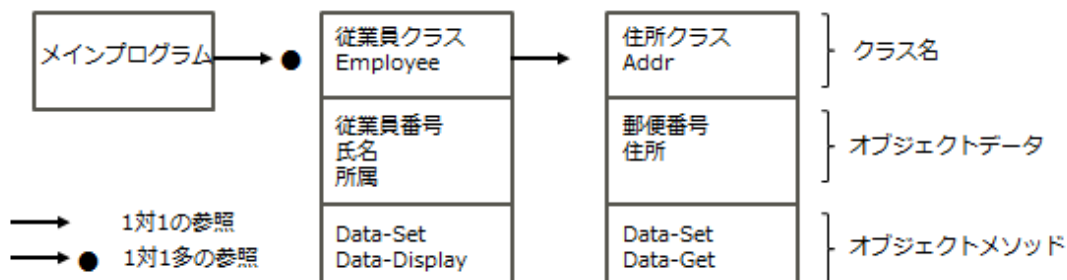 メインプログラム
従業員クラス
Employee
住所クラス
Addr
クラス名
従業員番号
氏名
所属
郵便番号
住所
オブジェクトデータ
1対1の参照
1対1多の参照
Data-Set
Data-Display
Data-Set
Data-Get
オブジェクトメソッド